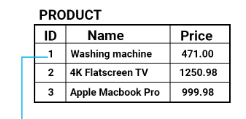 PRODUCT
ID Name Price
1 Washing machine 471.00
2 4K Flatscreen TV 1250.98
3 Apple Macbook Pro 999.98